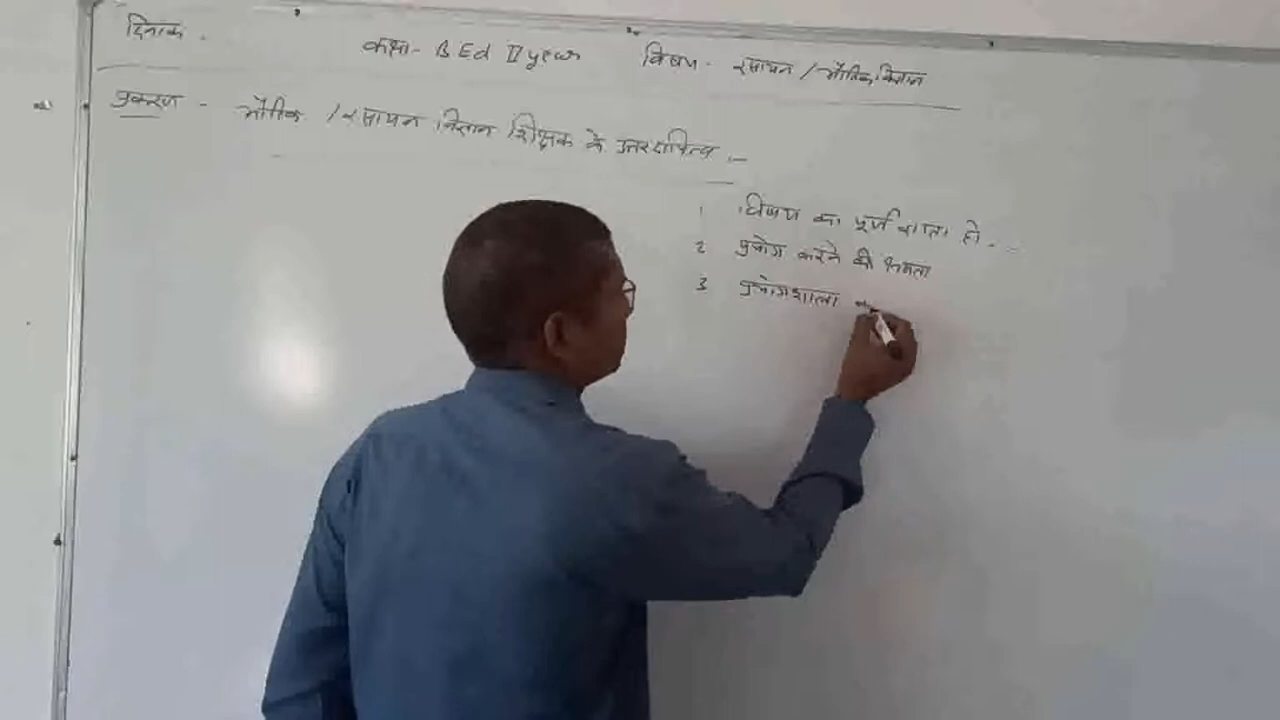 दिनांक -
कक्षा - B Ed II year विषय - रसायन / भौतिक विज्ञान
प्रकरण - भौतिक / रसायन विज्ञान शिक्षक के उत्तरदायित्व :-
1 विषय का पूर्ण ज्ञाता हो - -
2 प्रयोग करने की क्षमता
3 प्रयोगशाला